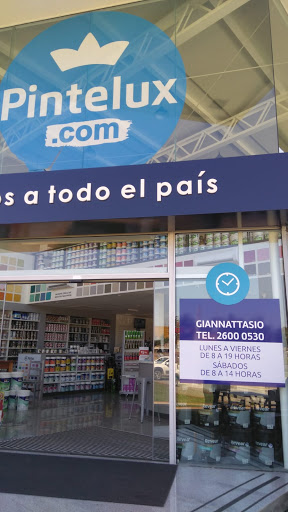 Pintelux
.com
os a todo el país
GIANNATTASIO
TEL. 2600 0530
LUNES A VIERNES
DE 8 A 19 HORAS
SÁBADOS
DE 8 A 14 HORAS